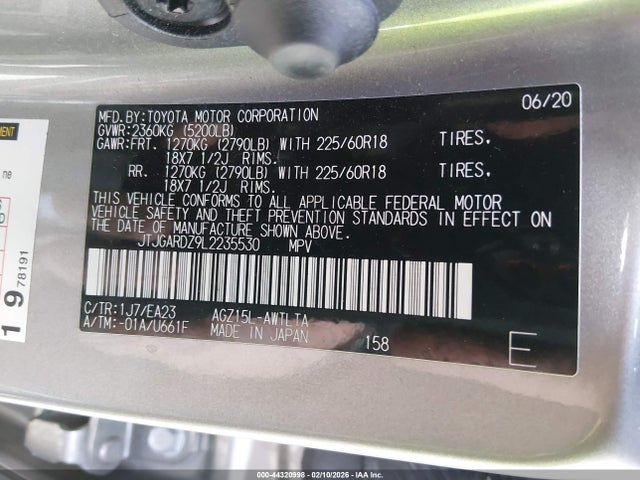 MFD.BY:TOYOTA MOTOR CORPORATION 06/20
GVWR:2360KG (5200LB)
GAWR:FRT. 1270KG (2790LB) WITH 225/60R18 TIRES.
18X7 1/2J RIMS.
RR. 1270KG (2790LB) WITH 225/60R18 TIRES.
18X7 1/2J RIMS.
THIS VEHICLE CONFORMS TO ALL APPLICABLE FEDERAL MOTOR
VEHICLE SAFETY AND THEFT PREVENTION STANDARDS IN EFFECT ON
THE DATE OF MANUFACTURE SHOWN ABOVE.
JTJGARDZ9L2235530 MPV
C/TR:1J7/EA23 AGZ15L-AWTLTA
A/TM:-01A/U661F MADE IN JAPAN 158 E
1978191
000-44320998 - 02/10/2026 - IAA Inc.